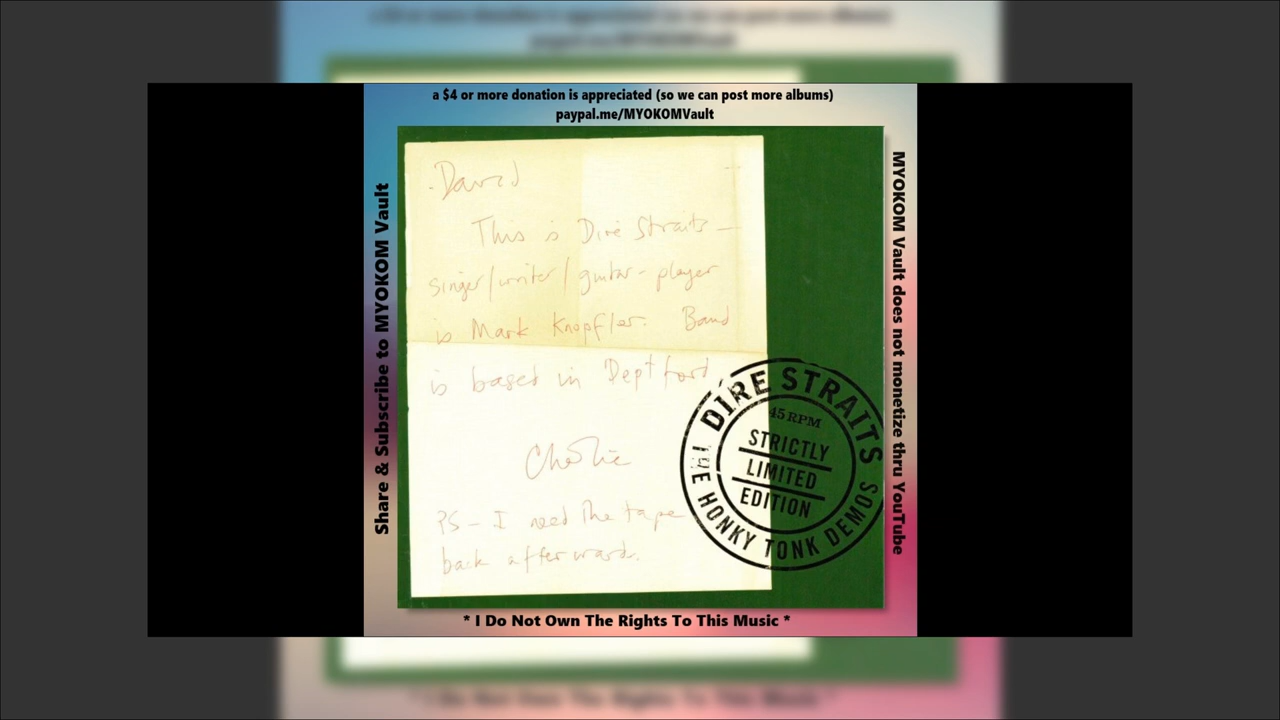 a $4 or more donation is appreciated (so we can post more albums)
paypal.me/MYOKOMVault
Share & Subscribe to MYOKOM Vault
David
This is Dire Straits –
singer/writer/guitar-player
is Mark Knopfler. Band
is based in Deptford
Charlie
PS – I need the tape
back afterwards.
DIRE STRAITS
45 RPM
STRICTLY
LIMITED
EDITION
THE HONKY TONK DEMOS
MYOKOM Vault does not monetize thru YouTube
* I Do Not Own The Rights To This Music *